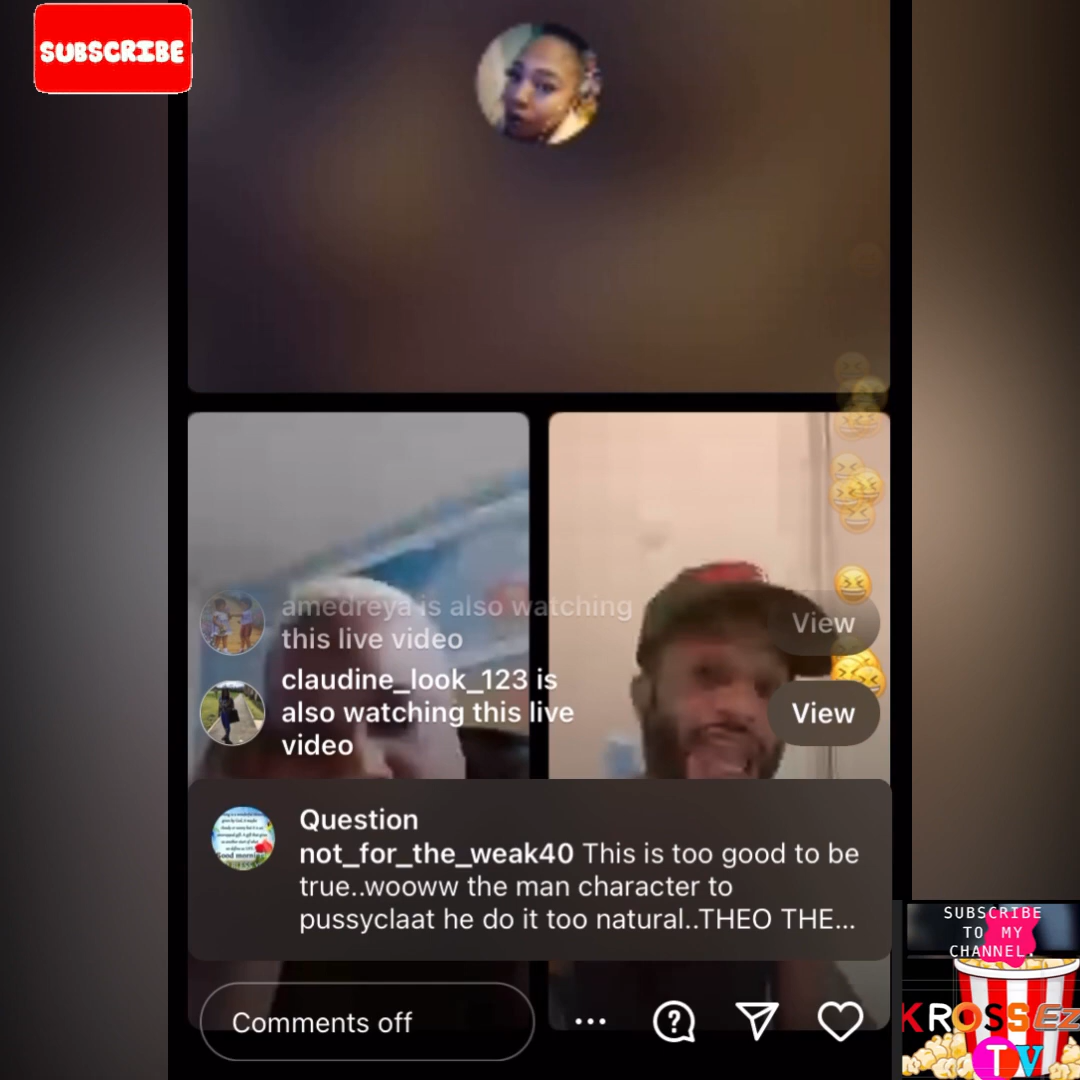 SUBSCRIBE
amedreya is also watching
this live video
View
claudine_look_123 is
also watching this live
video
View
Question
not_for_the_weak40 This is too good to be
true..wooww the man character to
pussyclaat he do it too natural..THEO THE...
Good morning
Comments off
SUBSCRIBE
TO MY
CHANNEL.
KROSSEz
TV